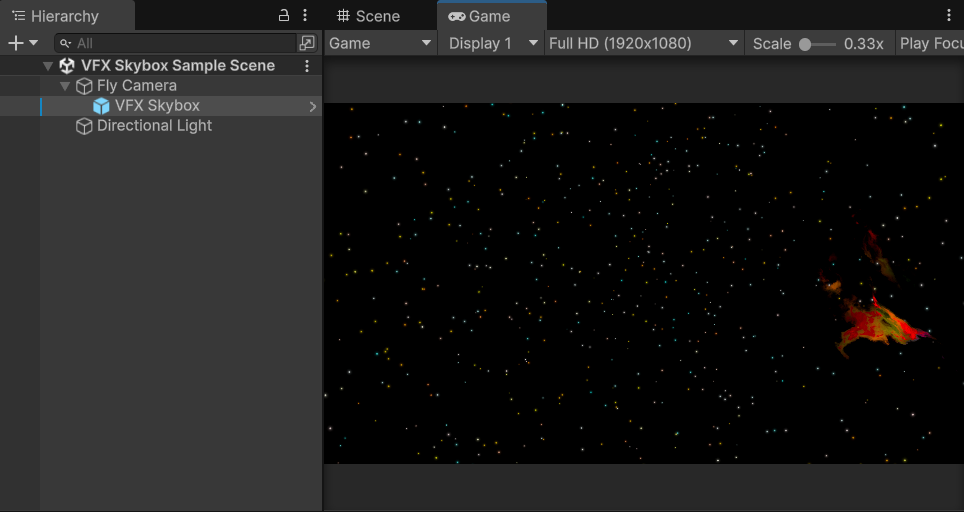 Hierarchy
Scene
Game
All
Game
Display 1
Full HD (1920x1080)
Scale
0.33x
Play Focu
VFX Skybox Sample Scene
Fly Camera
VFX Skybox
Directional Light